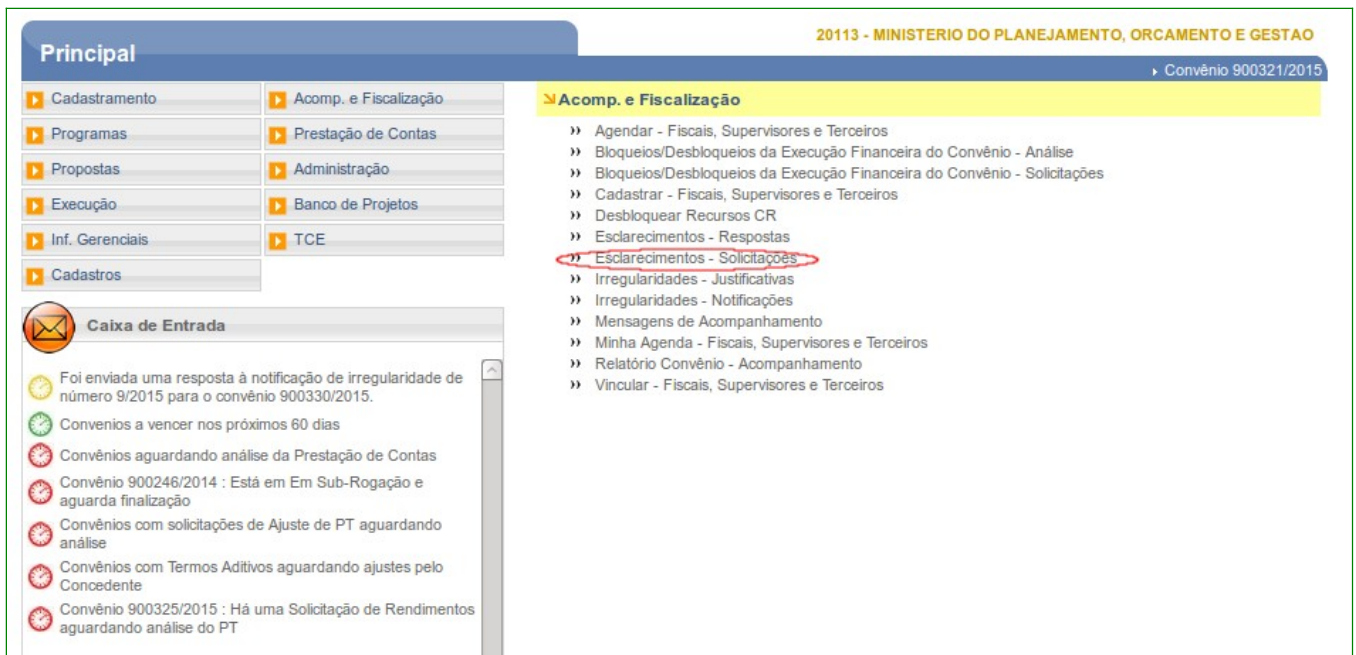 20113 - MINISTERIO DO PLANEJAMENTO, ORCAMENTO E GESTAO
Principal
Convênio 900321/2015
Cadastramento
Acomp. e Fiscalização
Programas
Prestação de Contas
Propostas
Administração
Execução
Banco de Projetos
Inf. Gerenciais
TCE
Cadastros
Caixa de Entrada
Foi enviada uma resposta à notificação de irregularidade de
número 9/2015 para o convênio 900330/2015.
Convenios a vencer nos próximos 60 dias
Convênios aguardando análise da Prestação de Contas
Convênio 900246/2014 : Está em Em Sub-Rogação e
aguarda finalização
Convênios com solicitações de Ajuste de PT aguardando
análise
Convênios com Termos Aditivos aguardando ajustes pelo
Concedente
Convênio 900325/2015 : Há uma Solicitação de Rendimentos
aguardando análise do PT
Acomp. e Fiscalização
Agendar - Fiscais, Supervisores e Terceiros
Bloqueios/Desbloqueios da Execução Financeira do Convênio - Análise
Bloqueios/Desbloqueios da Execução Financeira do Convênio - Solicitações
Cadastrar - Fiscais, Supervisores e Terceiros
Desbloquear Recursos CR
Esclarecimentos - Respostas
Esclarecimentos - Solicitações
Irregularidades - Justificativas
Irregularidades - Notificações
Mensagens de Acompanhamento
Minha Agenda - Fiscais, Supervisores e Terceiros
Relatório Convênio - Acompanhamento
Vincular - Fiscais, Supervisores e Terceiros